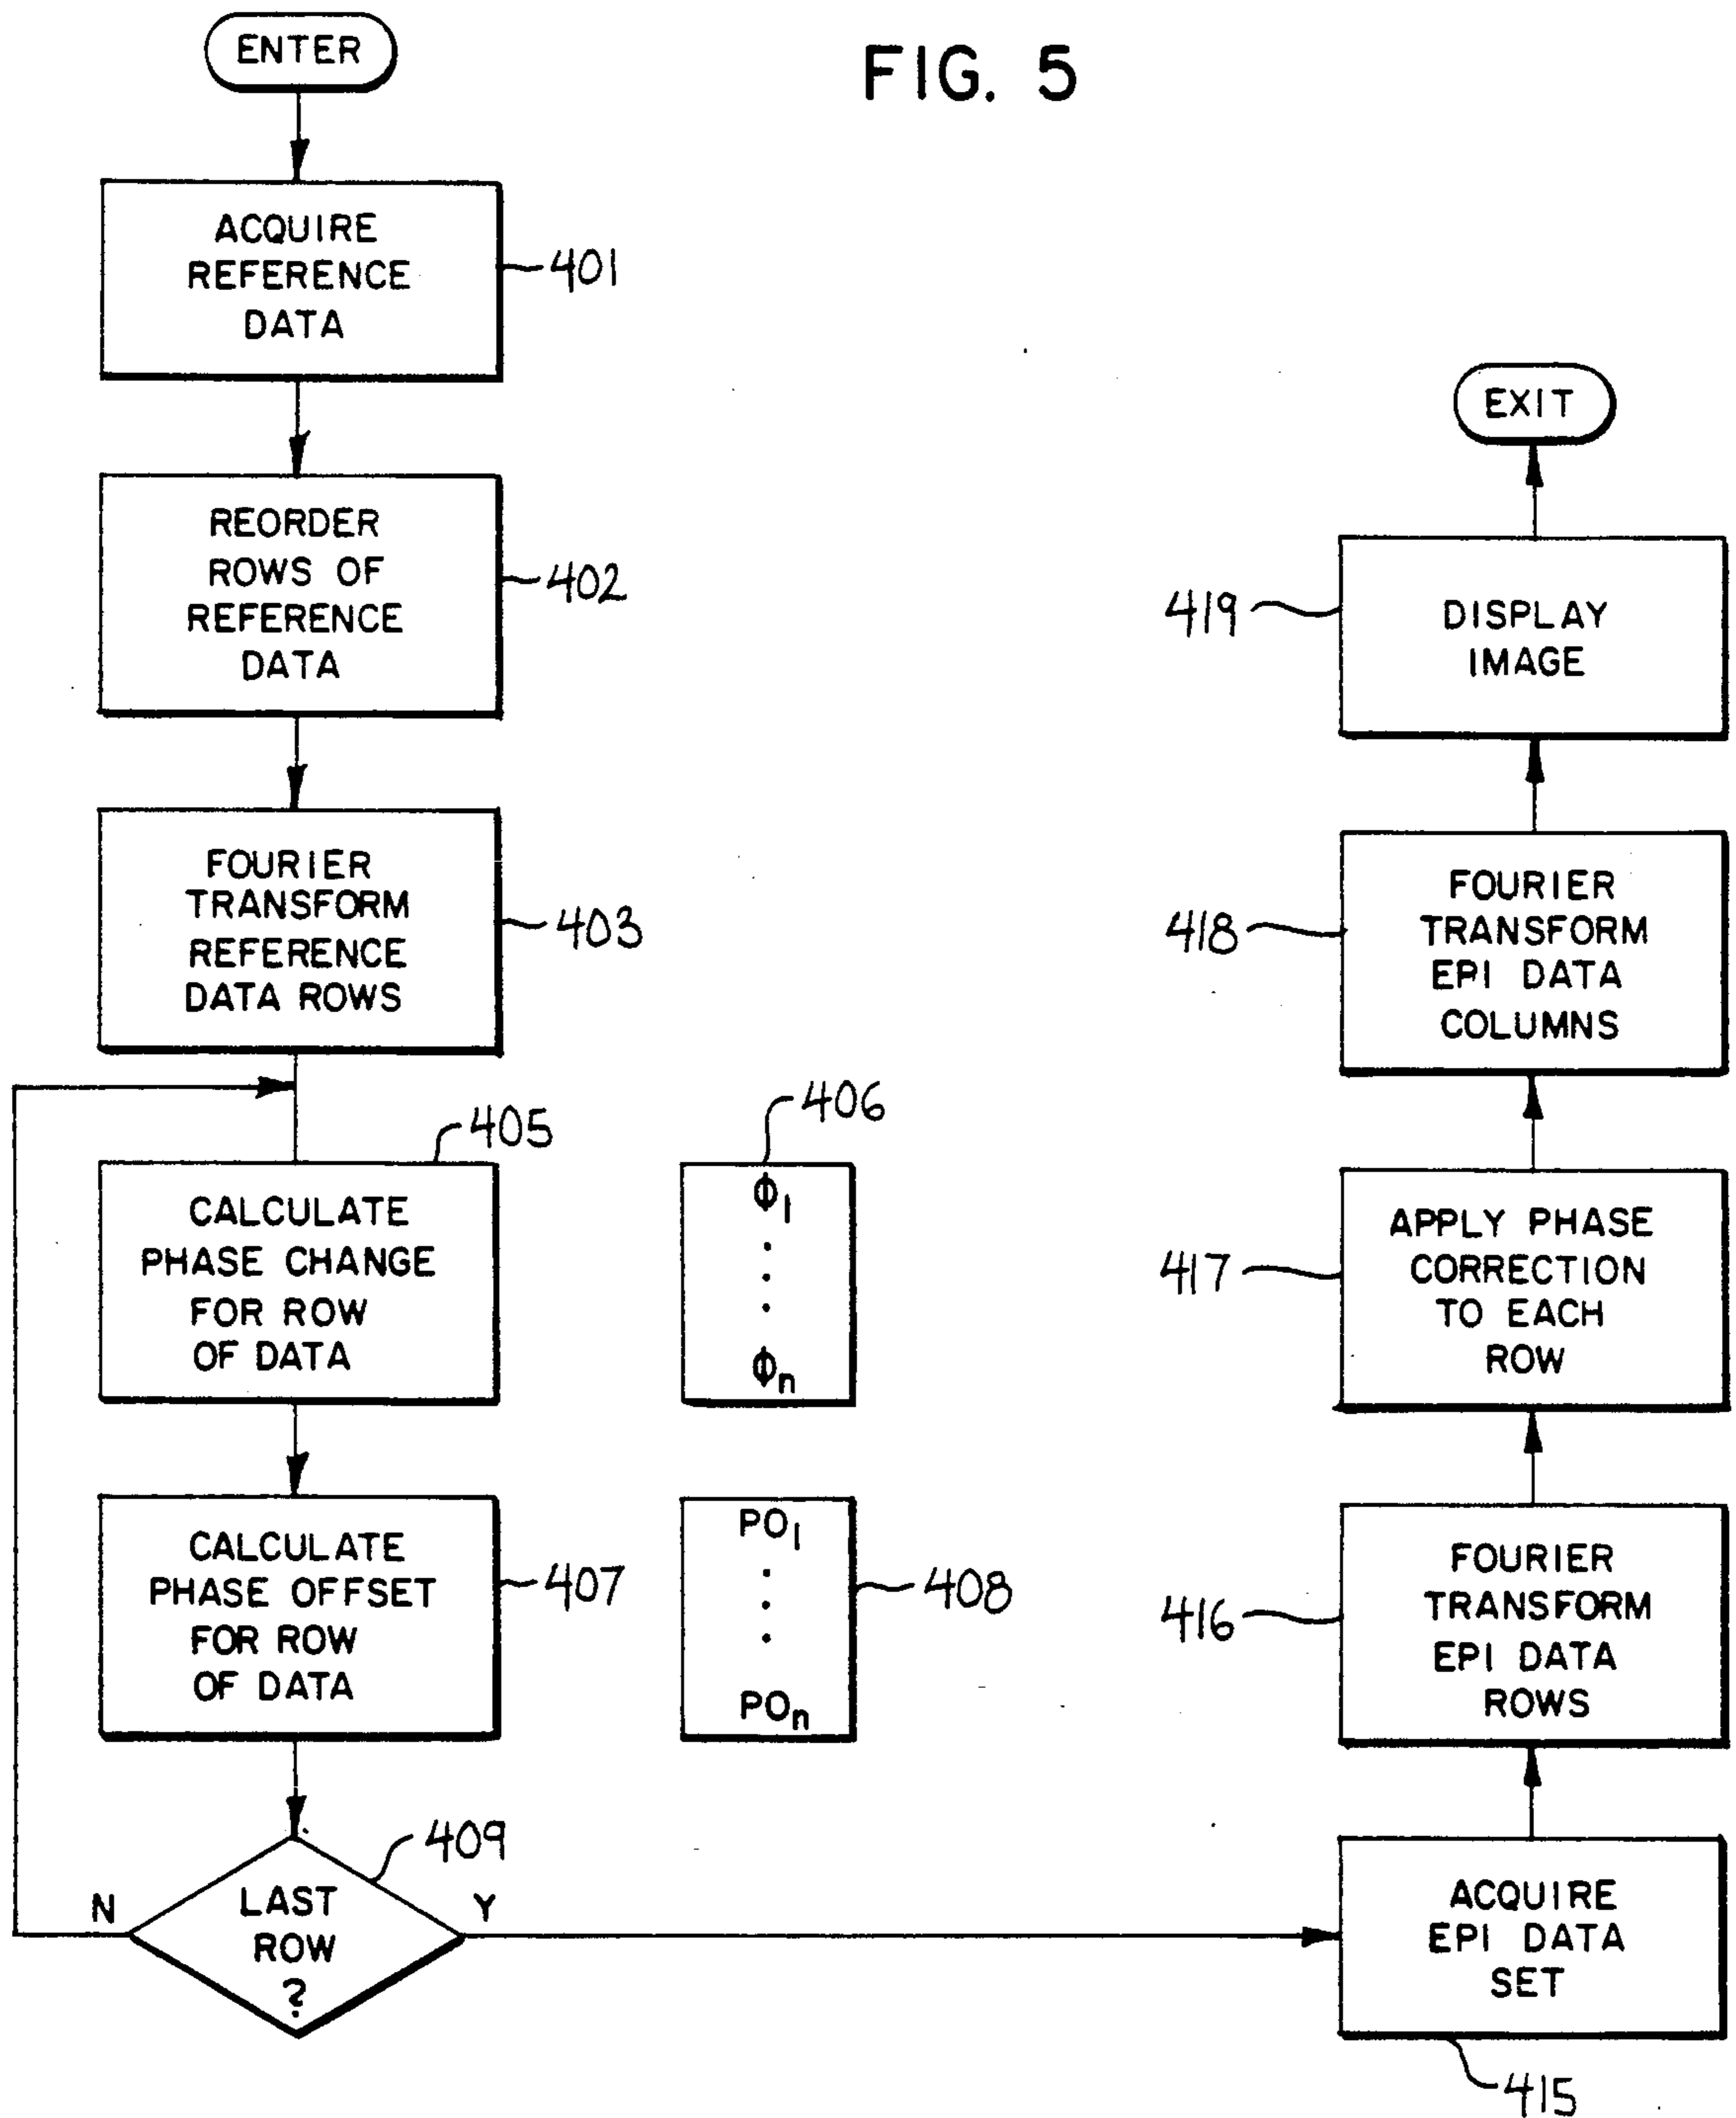 FIG. 5
ENTER
ACQUIRE
REFERENCE
DATA
401
REORDER
ROWS OF
REFERENCE
DATA
402
FOURIER
TRANSFORM
REFERENCE
DATA ROWS
403
405
CALCULATE
PHASE CHANGE
FOR ROW
OF DATA
406
Φ1
Φn
CALCULATE
PHASE OFFSET
FOR ROW
OF DATA
407
PO1
POn
408
409
LAST
ROW
?
N
Y
ACQUIRE
EPI DATA
SET
415
FOURIER
TRANSFORM
EPI DATA
ROWS
416
APPLY PHASE
CORRECTION
TO EACH
ROW
417
FOURIER
TRANSFORM
EPI DATA
COLUMNS
418
DISPLAY
IMAGE
419
EXIT